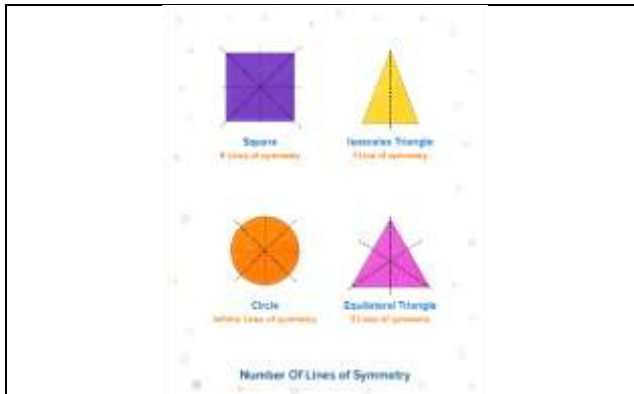 Square
4 Lines of symmetry
Isosceles Triangle
1 Line of symmetry
Circle
Infinite Lines of symmetry
Equilateral Triangle
3 Lines of symmetry
Number Of Lines of Symmetry